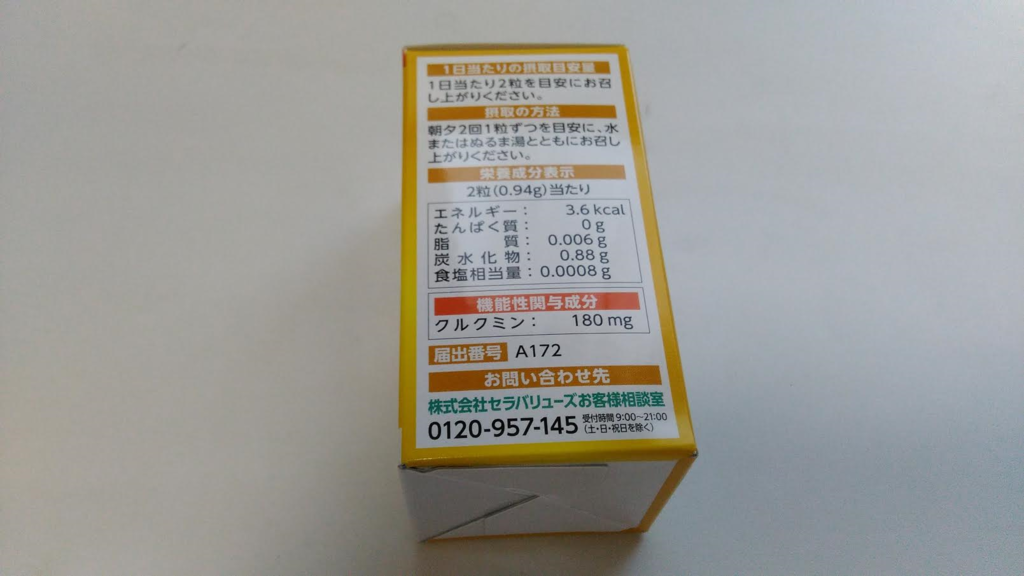 1日当たりの摂取目安量
1日当たり2粒を目安にお召
し上がりください。
摂取の方法
朝夕2回1粒ずつを目安に、水
またはぬるま湯とともにお召し
上がりください。
栄養成分表示
2粒(0.94g)当たり
エネルギー： 3.6kcal
たんぱく質： 0g
脂質： 0.006g
炭水化物： 0.88g
食塩相当量：0.0008g
機能性関与成分
クルクミン： 180mg
届出番号 A172
お問い合わせ先
株式会社セラバリューズお客様相談室
0120-957-145 受付時間 9:00～21:00
(土・日・祝日を除く)